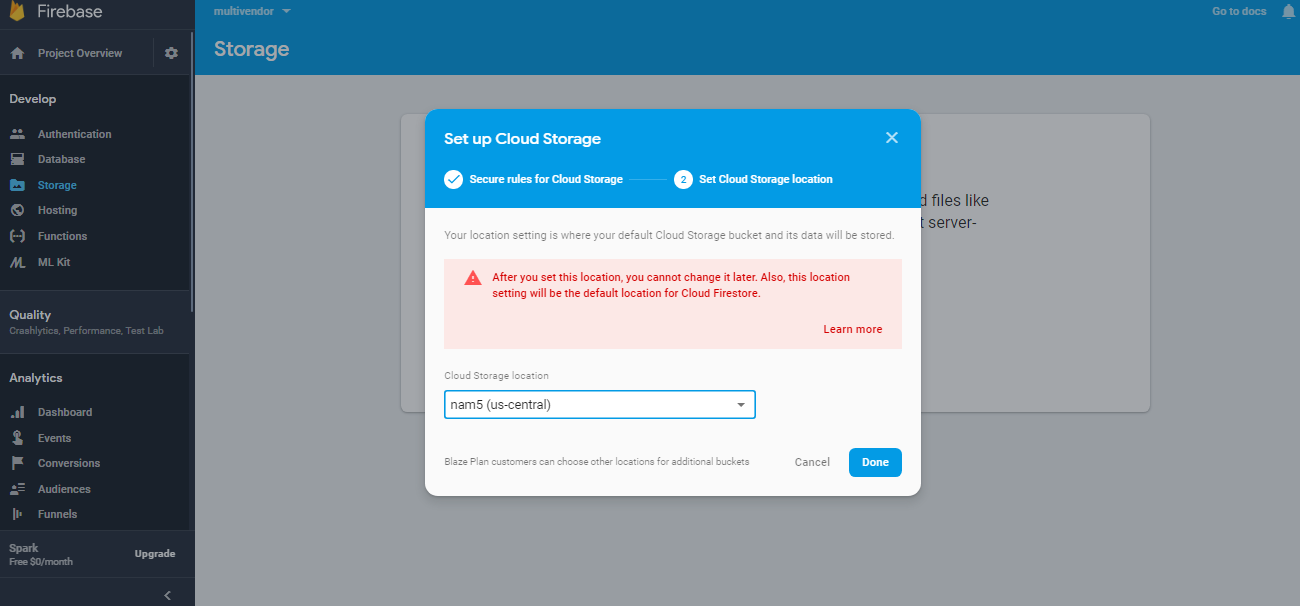 Firebase
Project Overview
Develop
Authentication
Database
Storage
Hosting
Functions
ML Kit
Quality
Crashlytics, Performance, Test Lab
Analytics
Dashboard
Events
Conversions
Audiences
Funnels
Spark
Free $0/month
Upgrade
multivendor
Go to docs
Storage
files like
server-
Set up Cloud Storage
Secure rules for Cloud Storage
2
Set Cloud Storage location
Your location setting is where your default Cloud Storage bucket and its data will be stored.
After you set this location, you cannot change it later. Also, this location
setting will be the default location for Cloud Firestore.
Learn more
Cloud Storage location
nam5 (us-central)
Blaze Plan customers can choose other locations for additional buckets
Cancel
Done